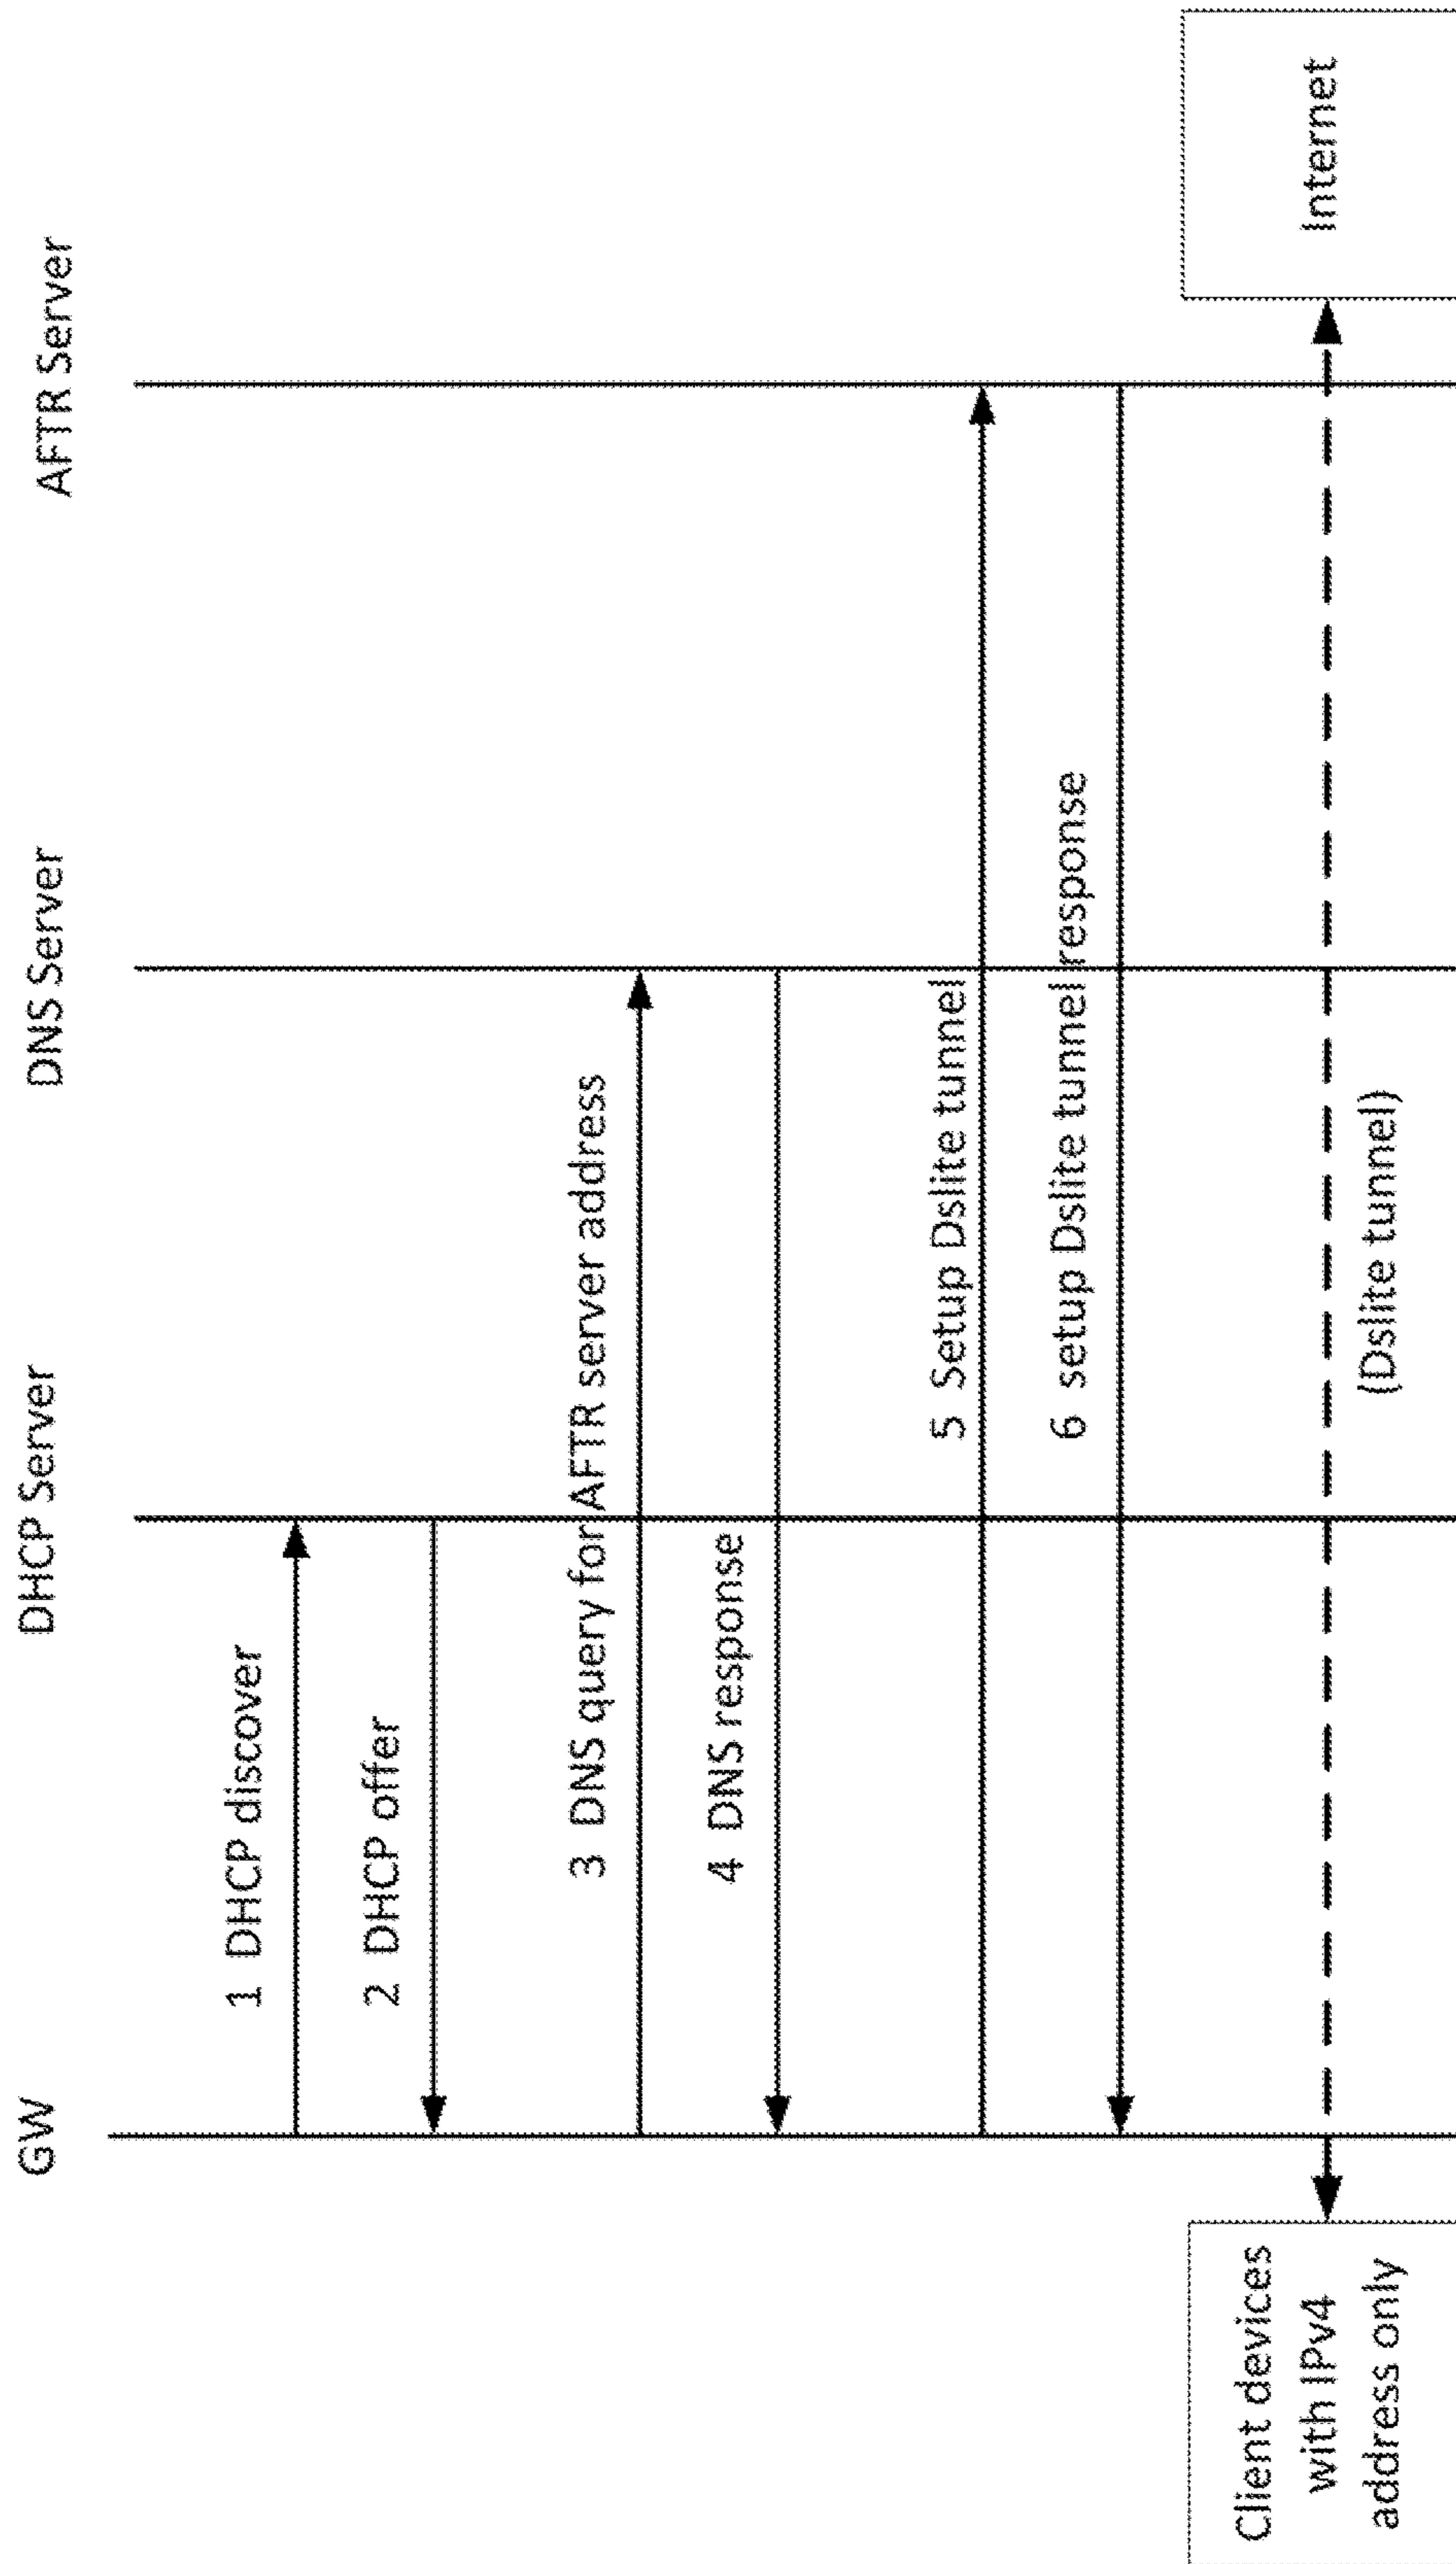 GW
DHCP Server
DNS Server
AFTR Server
1 DHCP discover
2 DHCP offer
3 DNS query for AFTR server address
4 DNS response
5 Setup Dslite tunnel
6 setup Dslite tunnel response
Client devices
with IPv4
address only
(Dslite tunnel)
Internet